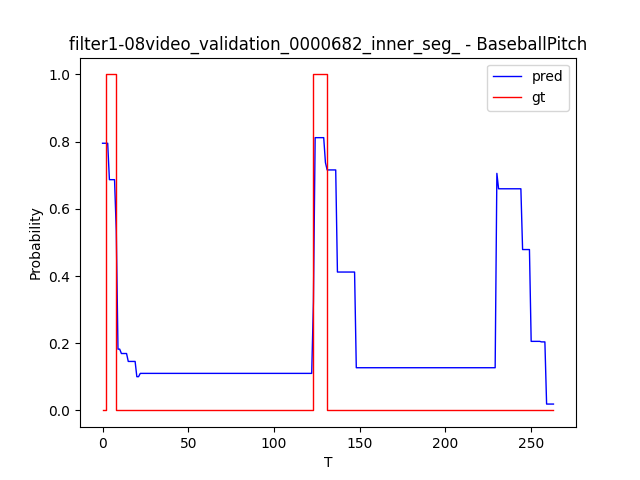 filter1-08video_validation_0000682_inner_seg_ - BaseballPitch
pred
gt
1.0
0.8
0.6
0.4
0.2
0.0
Probability
0
50
100
150
200
250
T